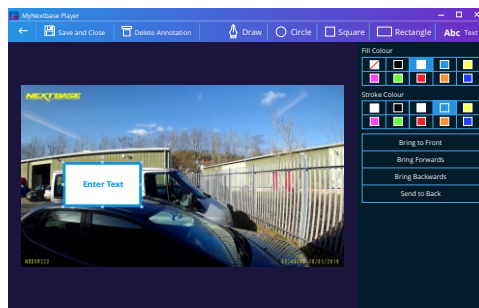 MyNextbase Player
Save and Close
Delete Annotation
Draw
Circle
Square
Rectangle
Abc Text
Fill Colour
Stroke Colour
Bring to Front
Bring Forwards
Bring Backwards
Send to Back
NEXTBASE
Enter Text